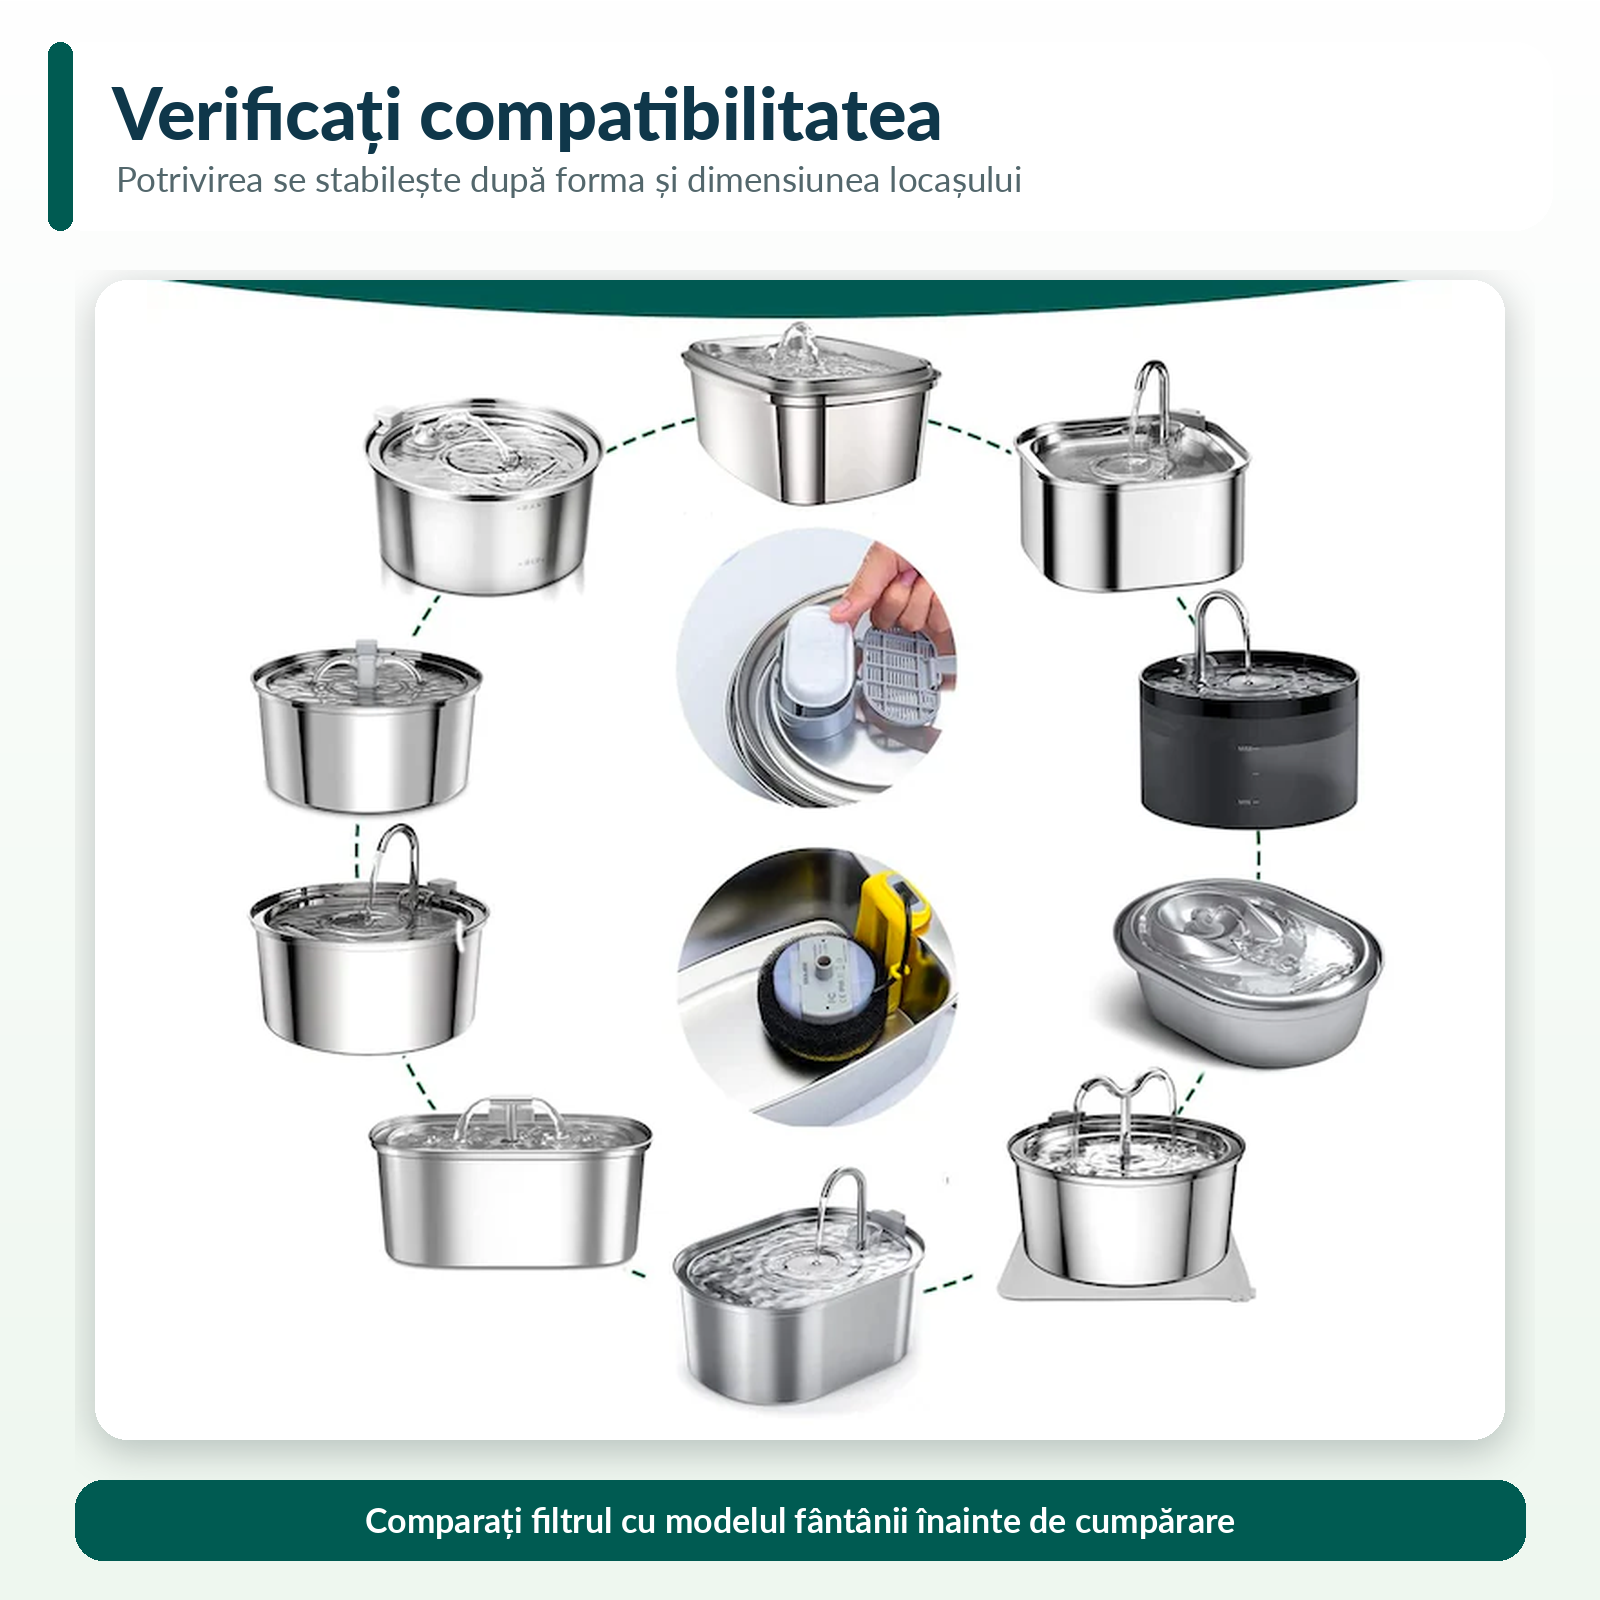 Verificați compatibilitatea
Potrivirea se stabilește după forma și dimensiunea locașului
Comparați filtrul cu modelul fântânii înainte de cumpărare